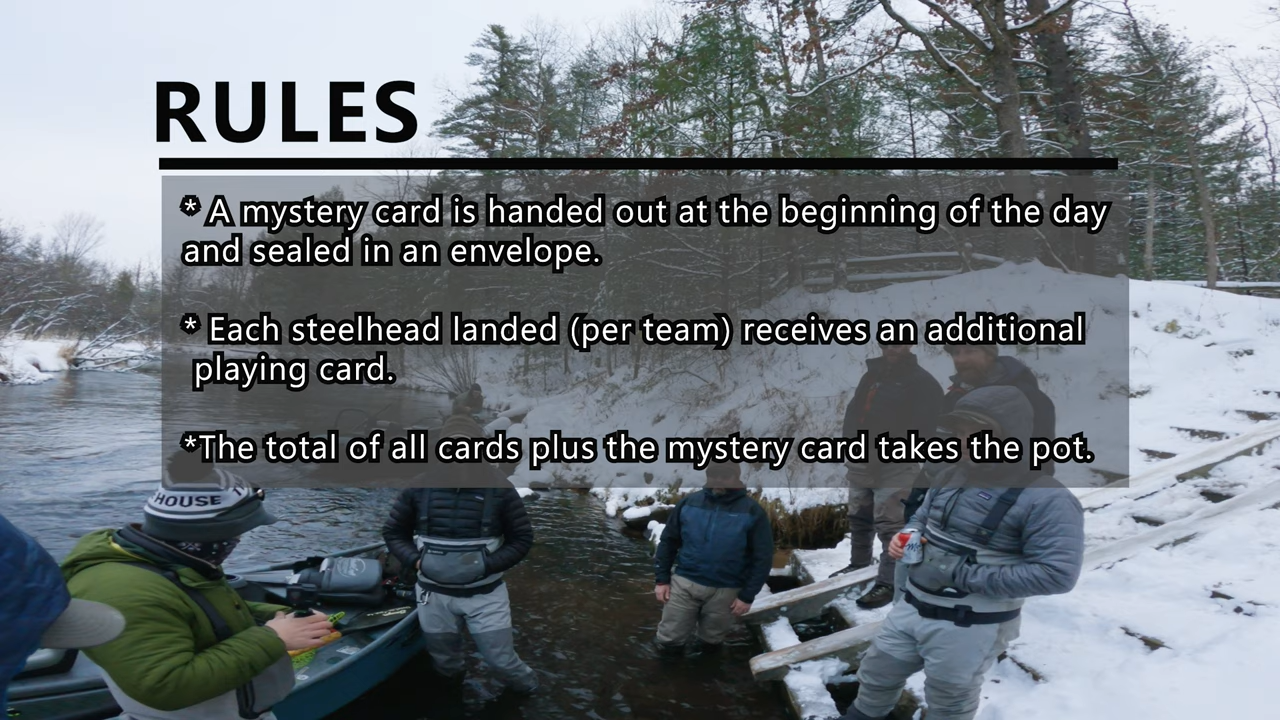 RULES
* A mystery card is handed out at the beginning of the day
and sealed in an envelope.
* Each steelhead landed (per team) receives an additional
playing card.
*The total of all cards plus the mystery card takes the pot.
HOUSE